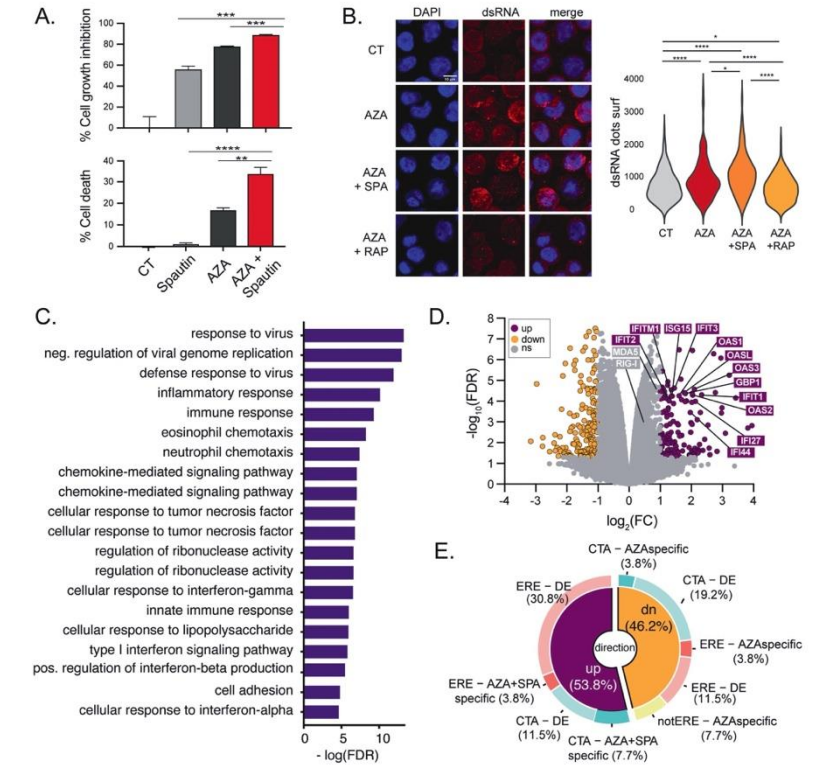 A.
% Cell growth inhibition
100
80
60
40
20
0
***
***
% Cell death
40
30
20
10
0
****
**
CT
Spautin
AZA
AZA +
Spautin
B.
DAPI
dsRNA
merge
CT
AZA
AZA
+ SPA
AZA
+ RAP
dsRNA dots surf
4000
3000
2000
1000
0
*
****
****
****
*
****
CT
AZA
AZA
+SPA
AZA
+RAP
C.
response to virus
neg. regulation of viral genome replication
defense response to virus
inflammatory response
immune response
eosinophil chemotaxis
neutrophil chemotaxis
chemokine-mediated signaling pathway
chemokine-mediated signaling pathway
cellular response to tumor necrosis factor
cellular response to tumor necrosis factor
regulation of ribonuclease activity
regulation of ribonuclease activity
cellular response to interferon-gamma
innate immune response
cellular response to lipopolysaccharide
type I interferon signaling pathway
pos. regulation of interferon-beta production
cell adhesion
cellular response to interferon-alpha
0 5 10
- log(FDR)
D.
up
down
ns
-log10(FDR)
8
7
6
5
4
3
2
1
0
-4 -3 -2 -1 0 1 2 3 4
log2(FC)
IFITM1
ISG15
IFIT3
IFIT2
OAS1
MDA5
OASL
RIG-I
OAS3
GBP1
IFIT1
OAS2
IFI27
IFI44
E.
CTA – AZAspecific
(3.8%)
ERE – DE
(30.8%)
CTA – DE
(19.2%)
dn
(46.2%)
direction
up
(53.8%)
ERE – AZAspecific
(3.8%)
ERE – AZA+SPA
specific (3.8%)
ERE – DE
(11.5%)
CTA – DE
(11.5%)
notERE – AZAspecific
(7.7%)
CTA – AZA+SPA
specific (7.7%)